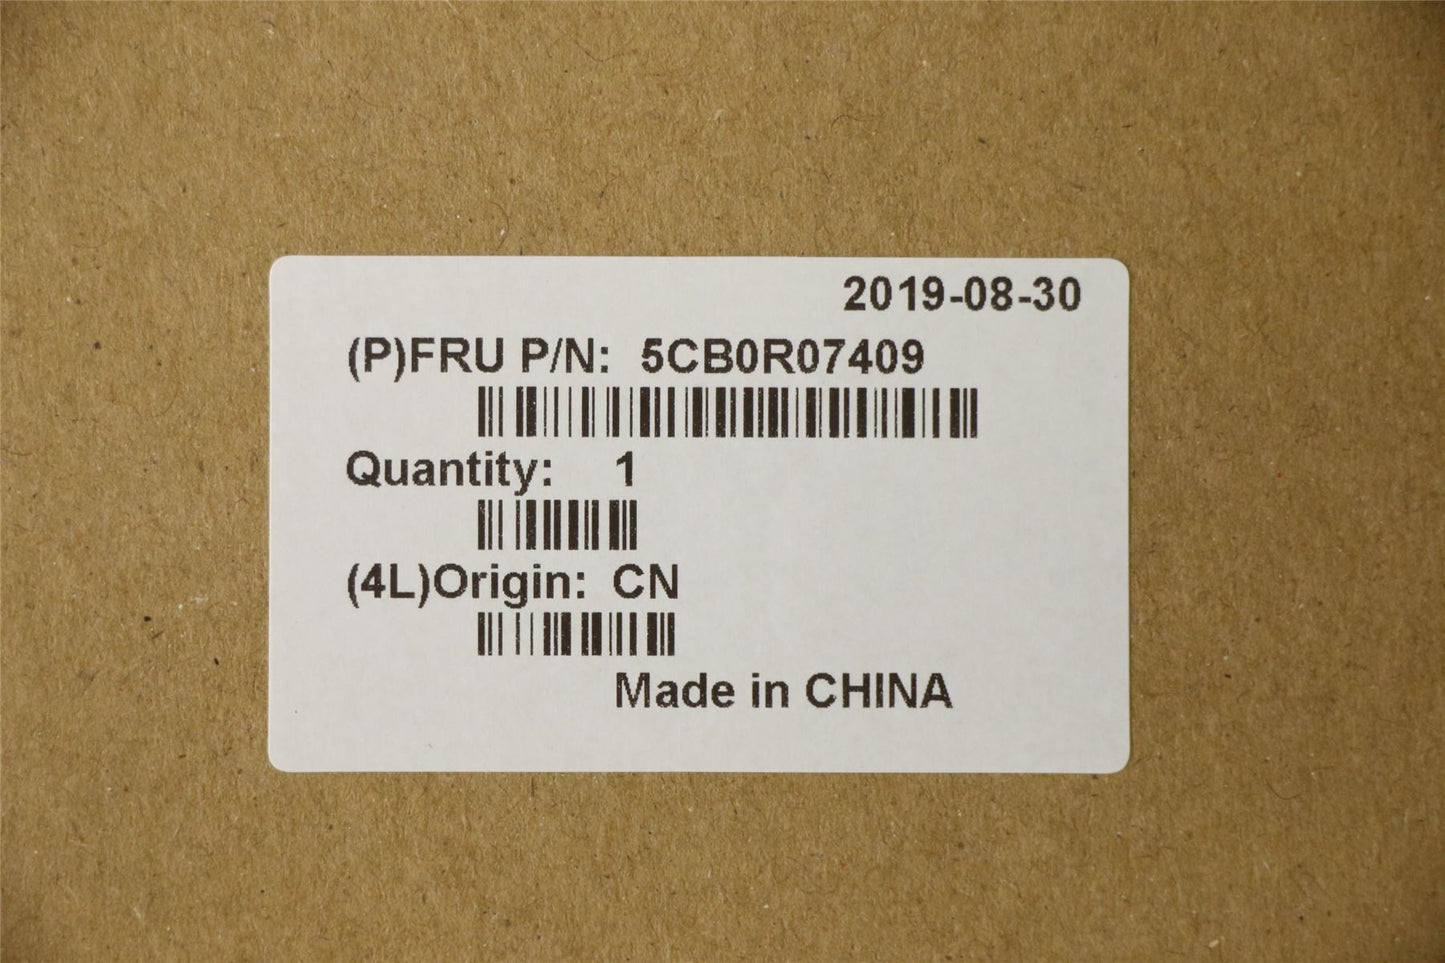 2019-08-30
(P)FRU P/N: 5CB0R07409
Quantity: 1
(4L)Origin: CN
Made in CHINA